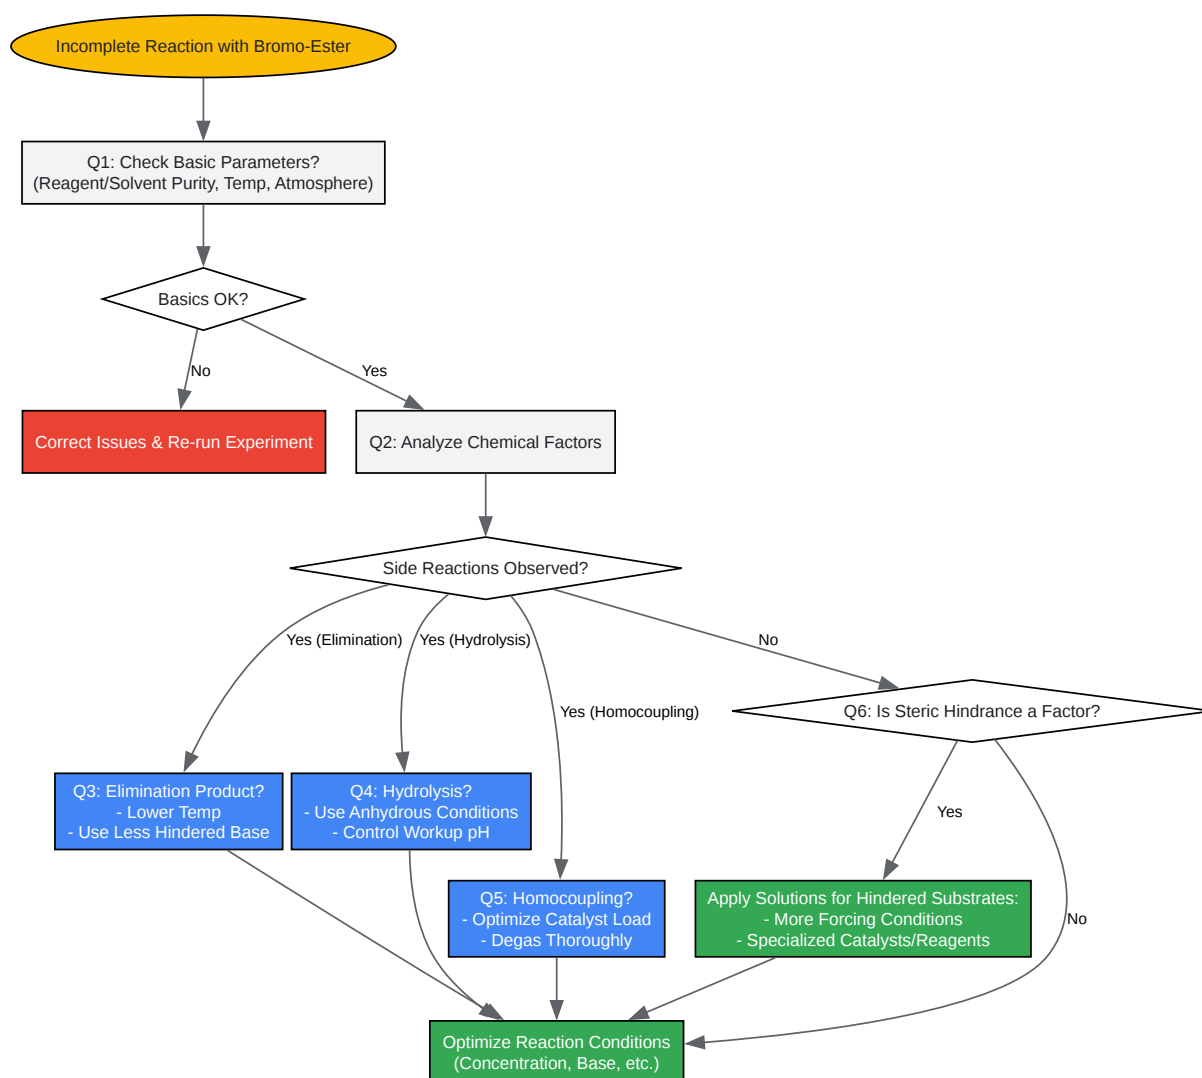 Incomplete Reaction with Bromo-Ester
Q1: Check Basic Parameters?
(Reagent/Solvent Purity, Temp, Atmosphere)
Basics OK?
No
Yes
Correct Issues & Re-run Experiment
Q2: Analyze Chemical Factors
Side Reactions Observed?
Yes (Elimination)
Yes (Hydrolysis)
No
Yes (Homocoupling)
Q6: Is Steric Hindrance a Factor?
Q3: Elimination Product?
- Lower Temp
- Use Less Hindered Base
Q4: Hydrolysis?
- Use Anhydrous Conditions
- Control Workup pH
Yes
Q5: Homocoupling?
- Optimize Catalyst Load
- Degas Thoroughly
Apply Solutions for Hindered Substrates:
- More Forcing Conditions
- Specialized Catalysts/Reagents
No
Optimize Reaction Conditions
(Concentration, Base, etc.)